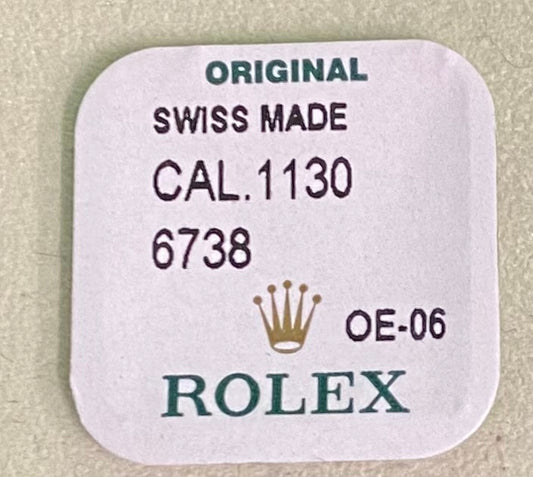 ORIGINAL
SWISS MADE
CAL.1130
6738
OE-06
ROLEX